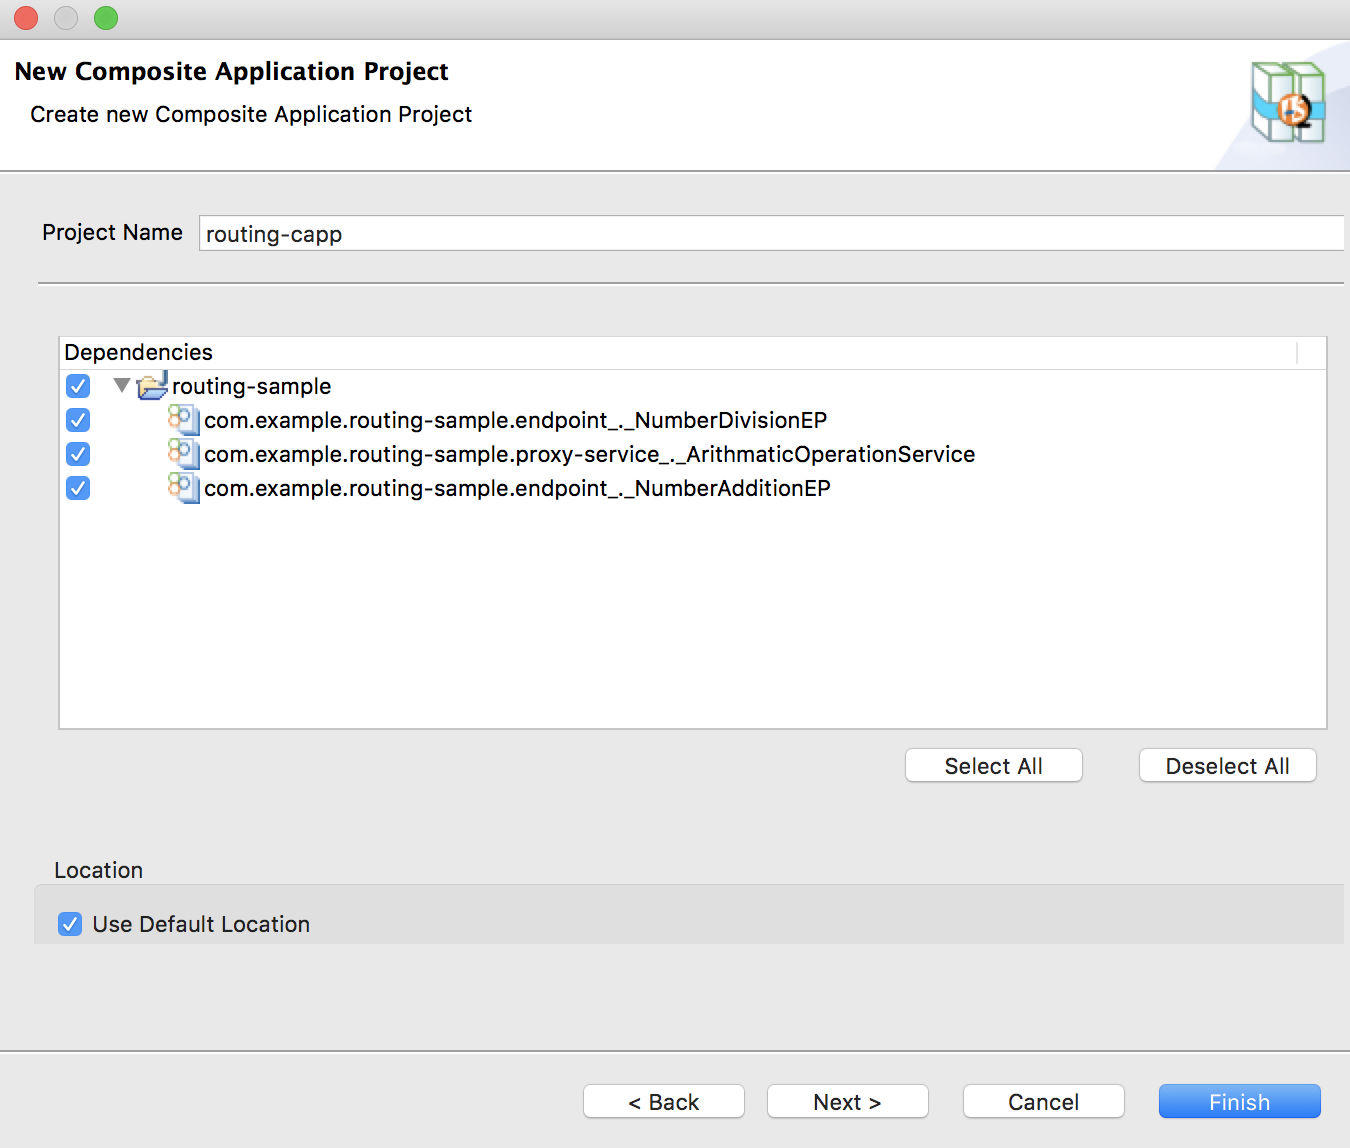 New Composite Application Project
Create new Composite Application Project
Project Name routing-capp
Dependencies
routing-sample
com.example.routing-sample.endpoint_._NumberDivisionEP
com.example.routing-sample.proxy-service_._ArithmaticOperationService
com.example.routing-sample.endpoint_._NumberAdditionEP
Select All Deselect All
Location
Use Default Location
< Back Next > Cancel Finish